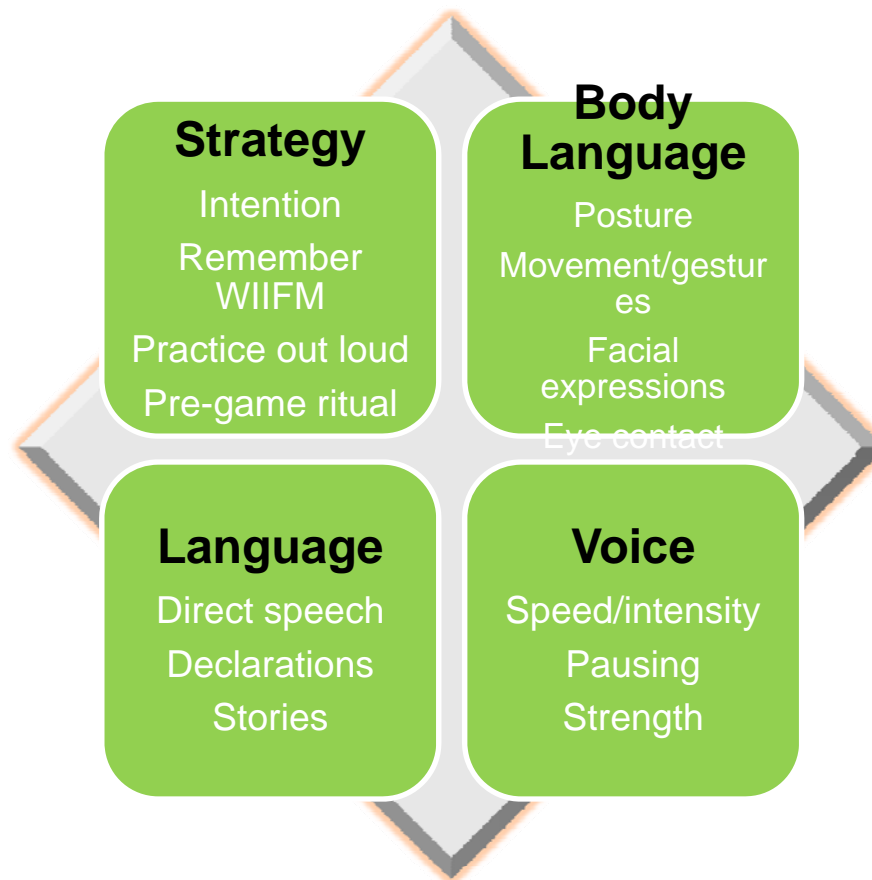 Strategy
Intention
Remember
WIIFM
Practice out loud
Pre-game ritual
Body
Language
Posture
Movement/gestur
es
Facial
expressions
Eye contact
Language
Direct speech
Declarations
Stories
Voice
Speed/intensity
Pausing
Strength